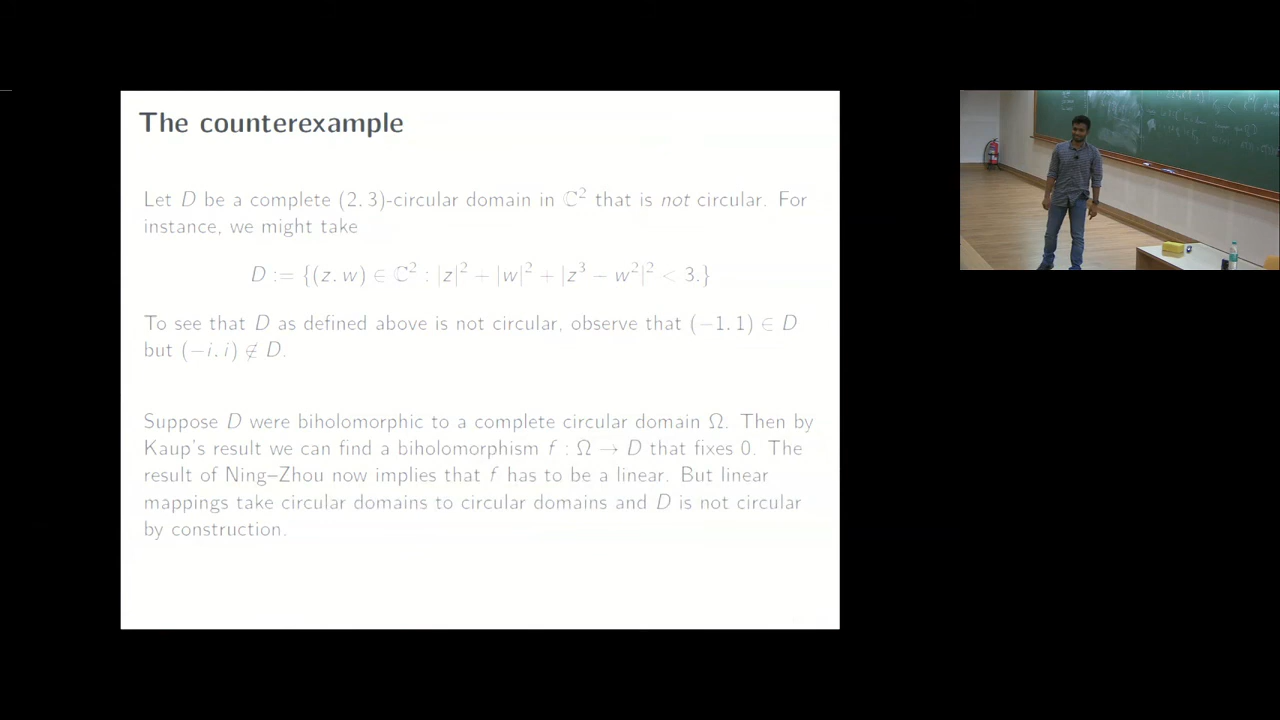 The counterexample
Let D be a complete (2, 3)-circular domain in ℂ² that is not circular. For
instance, we might take
D := {(z, w) ∈ ℂ² : |z|² + |w|² + |z³ − w²|² < 3.}
To see that D as defined above is not circular, observe that (−1, 1) ∈ D
but (−i, i) ∉ D.
Suppose D were biholomorphic to a complete circular domain Ω. Then by
Kaup's result we can find a biholomorphism f : Ω → D that fixes 0. The
result of Ning–Zhou now implies that f has to be a linear. But linear
mappings take circular domains to circular domains and D is not circular
by construction.